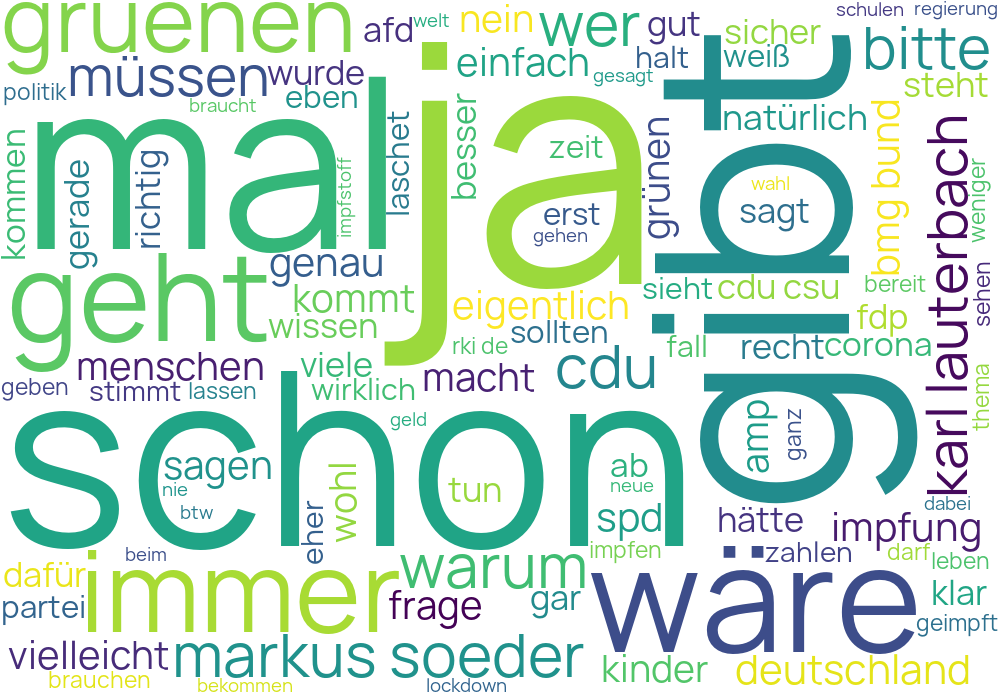 gruenen
afd
welt
nein
wer
gut
schulen
regierung
müssen
wurde
einfach
gesagt
halt
sicher
weiß
bitte
politik
braucht
eben
steht
mal
ja
gibt
natürlich
kommen
gerade
richtig
impfstoff
laschet
besser
zeit
grünen
wahl
sagt
bmg bund
karl lauterbach
weniger
erst
gehen
geht
genau
kommt
wissen
eigentlich
sollten
sieht
cdu csu
bereit
sehen
fdp
fall
recht
corona
rki de
menschen
viele
wirklich
macht
cdu
geben
stimmt
lassen
thema
schon
geld
amp
ganz
sagen
nie
btw
wohl
eher
tun
ab
neue
spd
hätte
impfung
dabei
beim
impfen
zahlen
darf
leben
dafür
immer
warum
wäre
partei
frage
gar
klar
geimpft
vielleicht
markus soeder
kinder
deutschland
brauchen
bekommen
lockdown